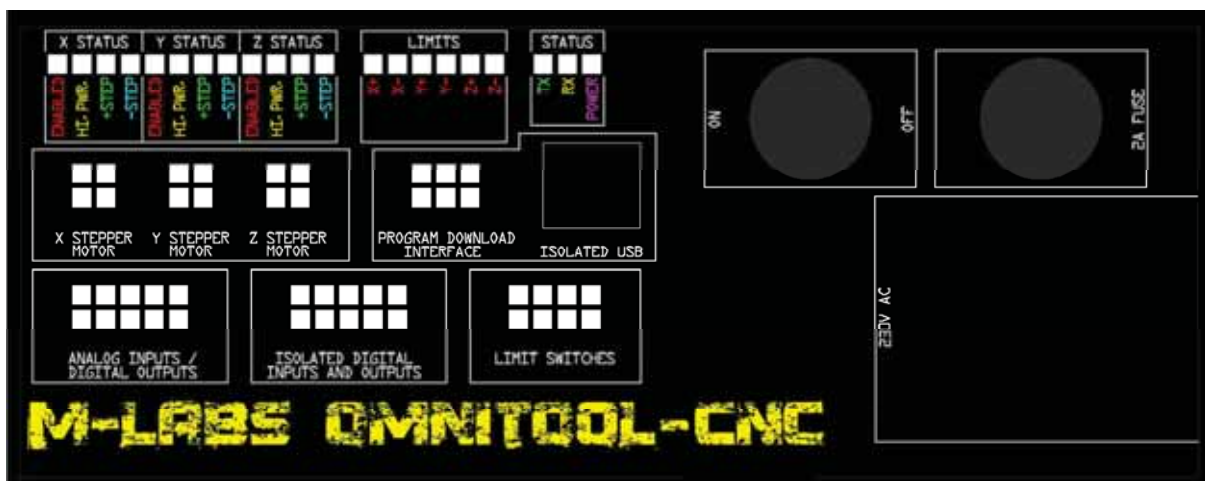 X STATUS Y STATUS Z STATUS
LIMITS
STATUS
ENABLED HI. PWR. +STEP -STEP ENABLED HI. PWR. +STEP -STEP ENABLED HI. PWR. +STEP -STEP
X+ X- Y+ Y- Z+ Z-
TX RX POWER
ON
OFF
2A FUSE
X STEPPER
MOTOR
Y STEPPER
MOTOR
Z STEPPER
MOTOR
PROGRAM DOWNLOAD
INTERFACE
ISOLATED USB
230V AC
ANALOG INPUTS /
DIGITAL OUTPUTS
ISOLATED DIGITAL
INPUTS AND OUTPUTS
LIMIT SWITCHES
M-LABS OMNITOOL-CNC